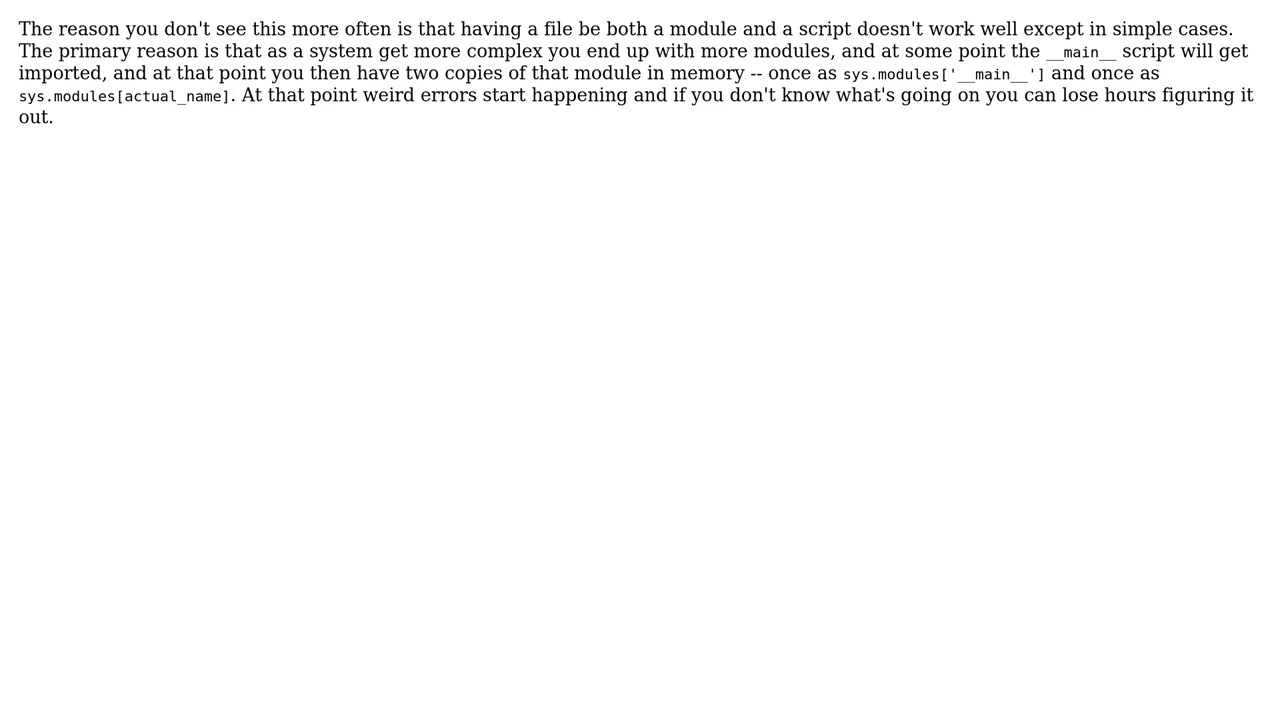 The reason you don't see this more often is that having a file be both a module and a script doesn't work well except in simple cases.
The primary reason is that as a system get more complex you end up with more modules, and at some point the __main__ script will get
imported, and at that point you then have two copies of that module in memory -- once as sys.modules['__main__'] and once as
sys.modules[actual_name]. At that point weird errors start happening and if you don't know what's going on you can lose hours figuring it
out.